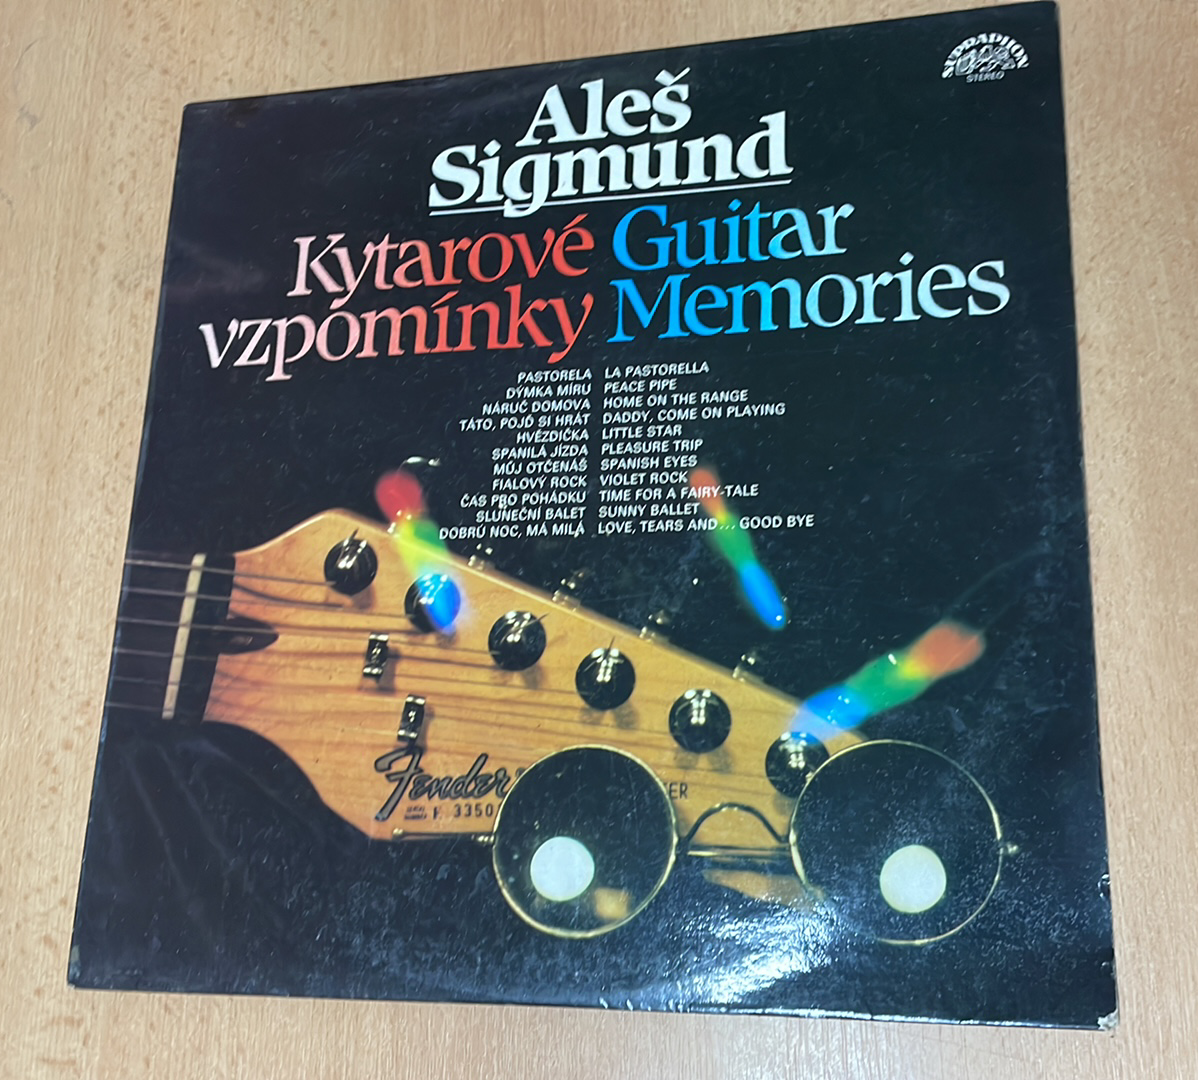 SUPRAPHON
STEREO
Aleš
Sigmund
Kytarové Guitar
vzpomínky Memories
PASTORELA LA PASTORELLA
DÝMKA MÍRU PEACE PIPE
NÁRUČ DOMOVA HOME ON THE RANGE
TÁTO, POJĎ SI HRÁT DADDY, COME ON PLAYING
HVĚZDIČKA LITTLE STAR
SPANILÁ JÍZDA PLEASURE TRIP
MŮJ OTČENÁŠ SPANISH EYES
FIALOVÝ ROCK VIOLET ROCK
ČAS PRO POHÁDKU TIME FOR A FAIRY-TALE
SLUNEČNÍ BALET SUNNY BALLET
DOBROU NOC, MÁ MILÁ LOVE, TEARS AND... GOOD BYE
Fender
3350